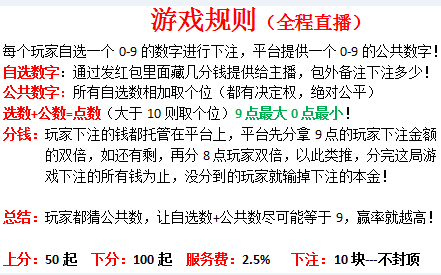 游戏规则（全程直播）
每个玩家自选一个 0-9 的数字进行下注，平台提供一个 0-9 的公共数字！
自选数字：通过发红包里面藏几分钱提供给主播，包外备注下注多少！
公共数字：所有自选数字相加取个位（都有决定权，绝对公平）
选数+公数=点数（大于 10 则取个位）9 点最大 0 点最小！
分钱：玩家下注的钱都托管在平台上，平台先分拿 9 点的玩家下注金额
的双倍，如还有剩，再分 8 点玩家双倍，以此类推，分完这局游
戏下注的所有钱为止，没分到的玩家就输掉下注的本金！
总结：玩家都猜公共数，让自选数+公共数尽可能等于 9，赢率就越高！
上分：50 起 下分：100 起 服务费：2.5% 下注：10 块---不封顶